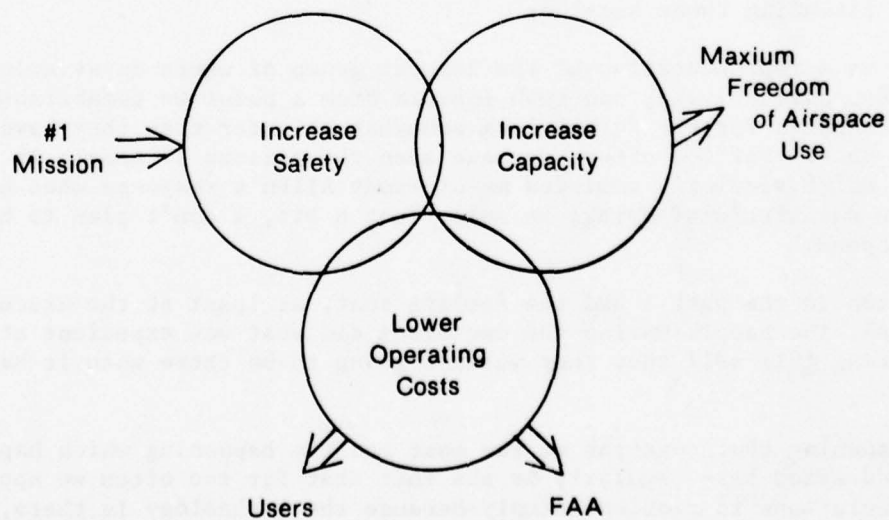 Maxium
Freedom
of Airspace
Use
#1
Mission
Increase
Safety
Increase
Capacity
Lower
Operating
Costs
Users
FAA